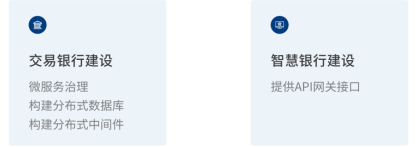 交易银行建设
微服务治理
构建分布式数据库
构建分布式中间件
智慧银行建设
提供API网关接口